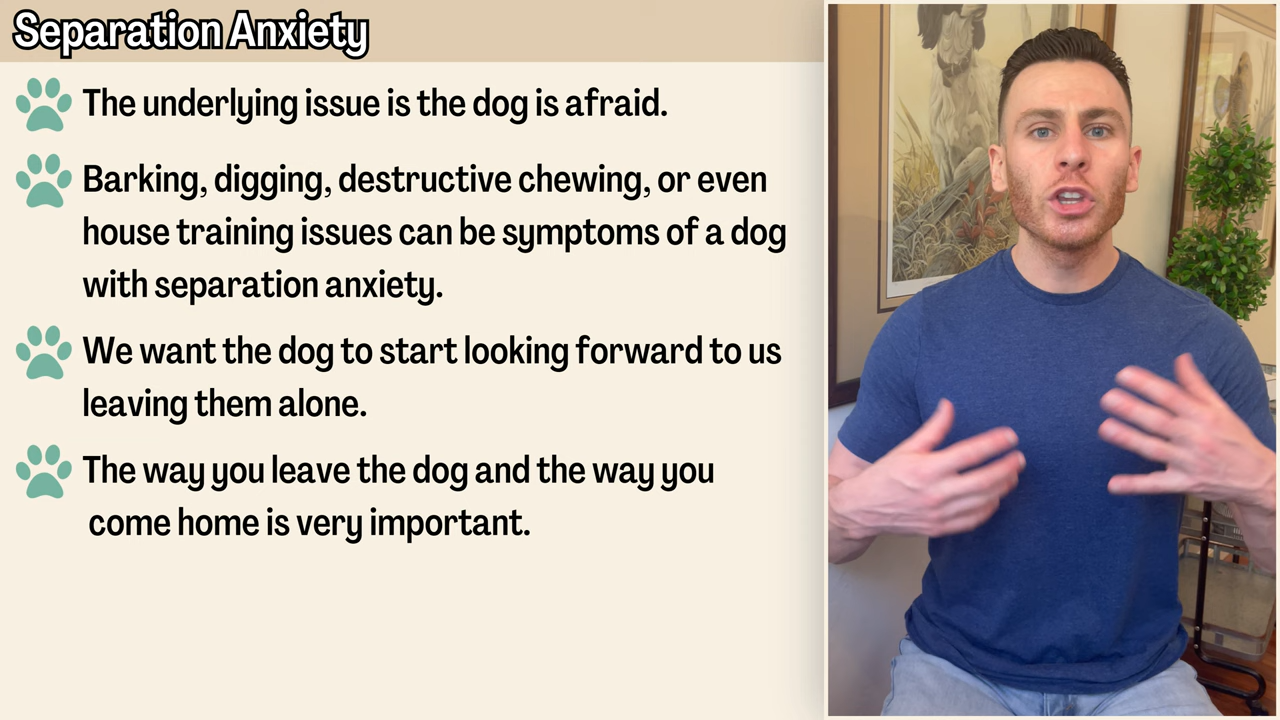 Separation Anxiety
The underlying issue is the dog is afraid.
Barking, digging, destructive chewing, or even
house training issues can be symptoms of a dog
with separation anxiety.
We want the dog to start looking forward to us
leaving them alone.
The way you leave the dog and the way you
come home is very important.